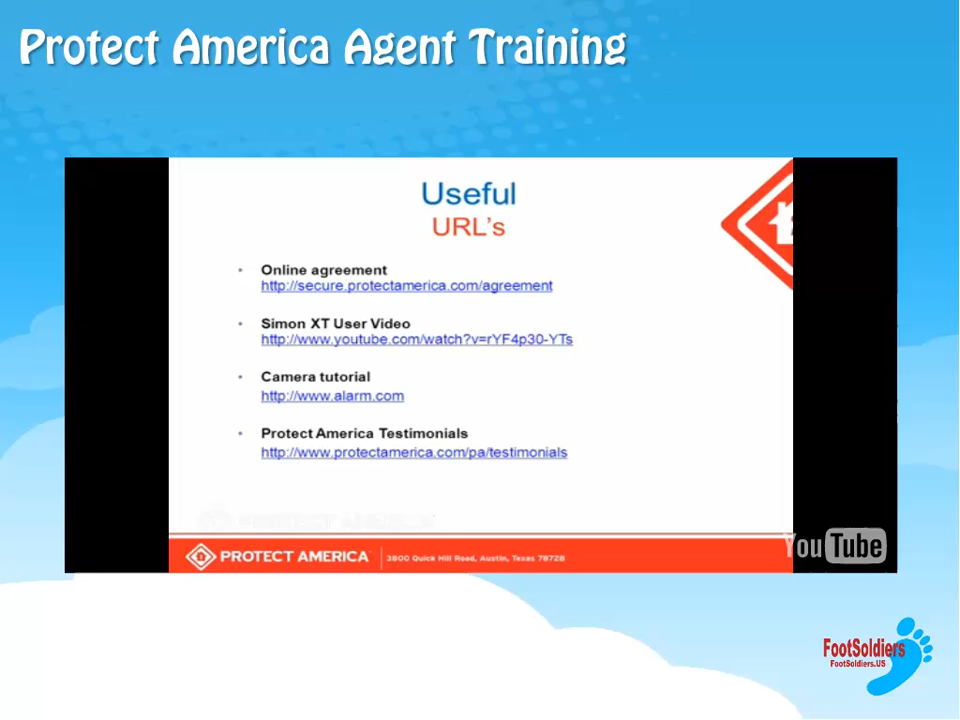 Protect America Agent Training
Useful
URL's
• Online agreement
http://secure.protectamerica.com/agreement
• Simon XT User Video
http://www.youtube.com/watch?v=rYF4p30-YTs
• Camera tutorial
http://www.alarm.com
• Protect America Testimonials
http://www.protectamerica.com/pa/testimonials
PROTECT AMERICA
PROTECT AMERICA 3800 Quick Hill Road, Austin, Texas 78728
YouTube
FootSoldiers
FootSoldiers.US